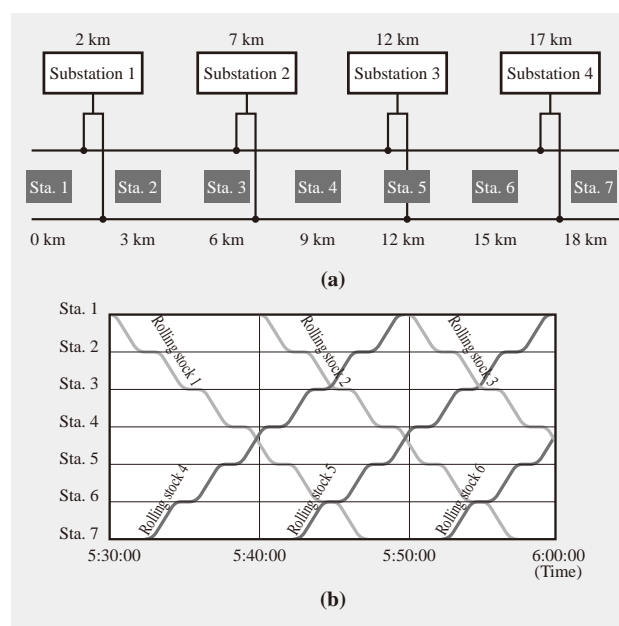 2 km 7 km 12 km 17 km
Substation 1 Substation 2 Substation 3 Substation 4
Sta. 1 Sta. 2 Sta. 3 Sta. 4 Sta. 5 Sta. 6 Sta. 7
0 km 3 km 6 km 9 km 12 km 15 km 18 km
(a)
Sta. 1
Sta. 2
Sta. 3
Sta. 4
Sta. 5
Sta. 6
Sta. 7
Rolling stock 1
Rolling stock 2
Rolling stock 3
Rolling stock 4
Rolling stock 5
Rolling stock 6
5:30:00 5:40:00 5:50:00 6:00:00
(Time)
(b)